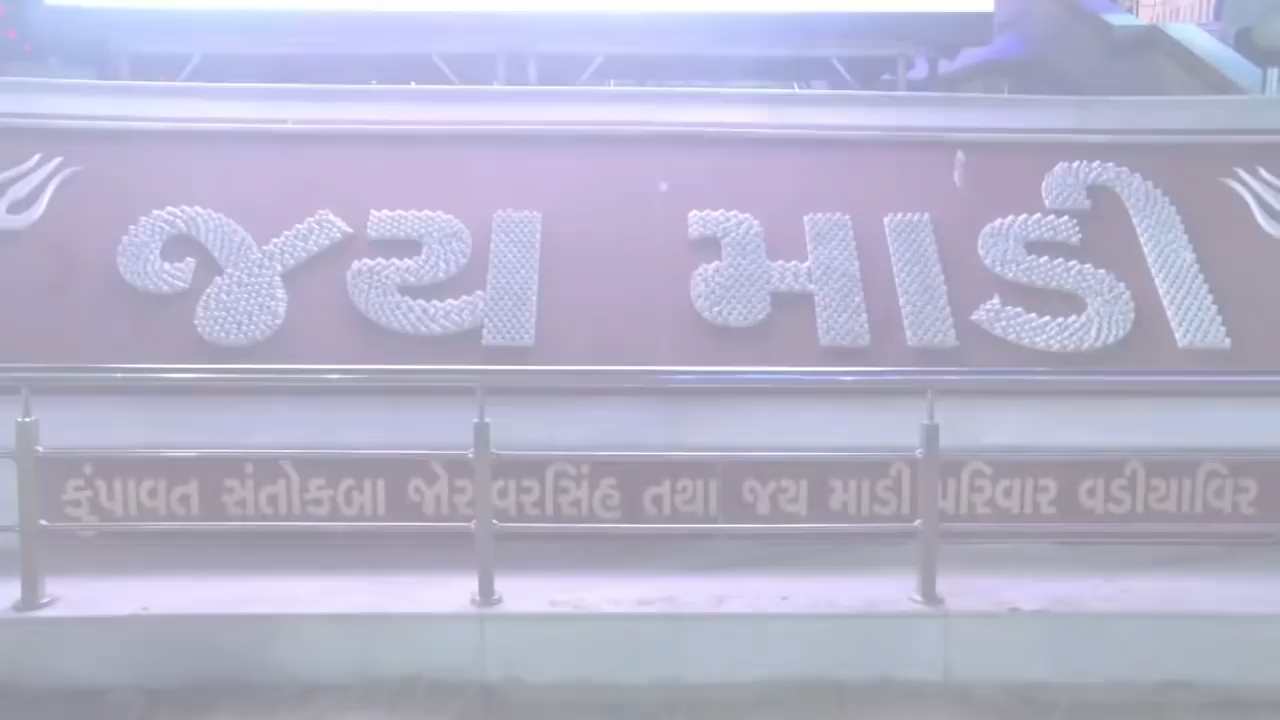 જય માડી
કુંપાવત સંતોકબા જોરવરસિંહ તથા જય માડી પરિવાર વડીયાવિર